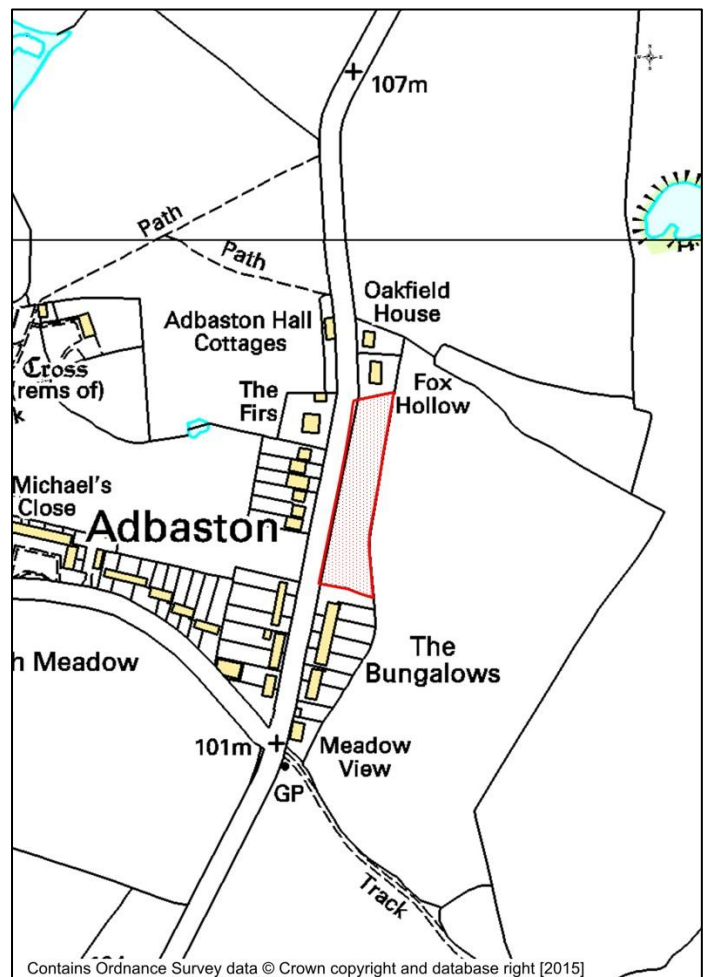 107m
Path
Path
Oakfield
House
Adbaston Hall
Cottages
Cross
(rems of)
k
The
Firs
Fox
Hollow
Michael's
Close
Adbaston
h Meadow
The
Bungalows
101m
Meadow
View
GP
Track
Contains Ordnance Survey data © Crown copyright and database right [2015]